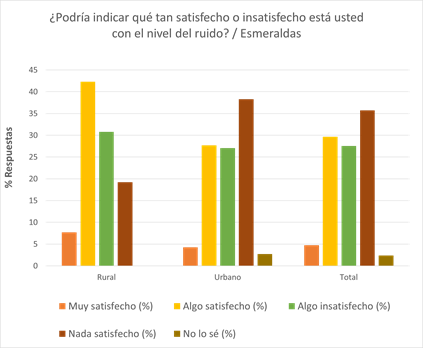 ¿Podría indicar qué tan satisfecho o insatisfecho está usted
con el nivel del ruido? / Esmeraldas
% Respuestas
45
40
35
30
25
20
15
10
5
0
Rural
Urbano
Total
Muy satisfecho (%)
Algo satisfecho (%)
Algo insatisfecho (%)
Nada satisfecho (%)
No lo sé (%)